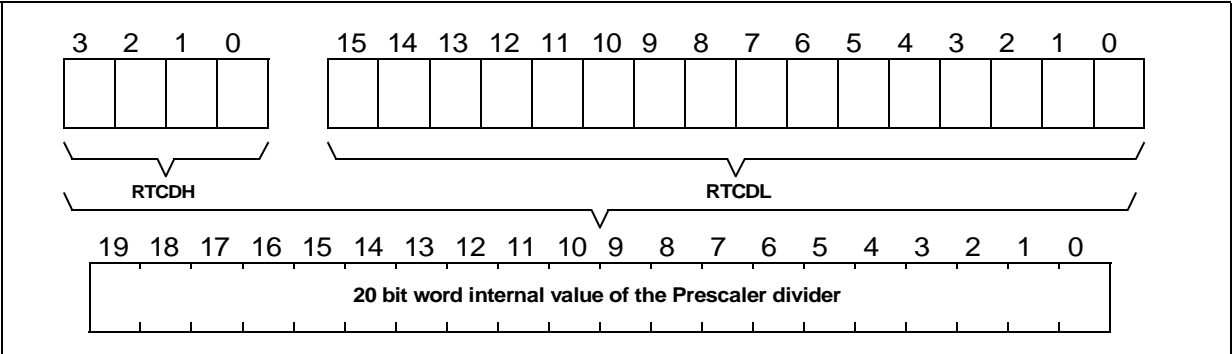 3 2 1 0 15 14 13 12 11 10 9 8 7 6 5 4 3 2 1 0
RTCDH RTCDL
19 18 17 16 15 14 13 12 11 10 9 8 7 6 5 4 3 2 1 0
20 bit word internal value of the Prescaler divider